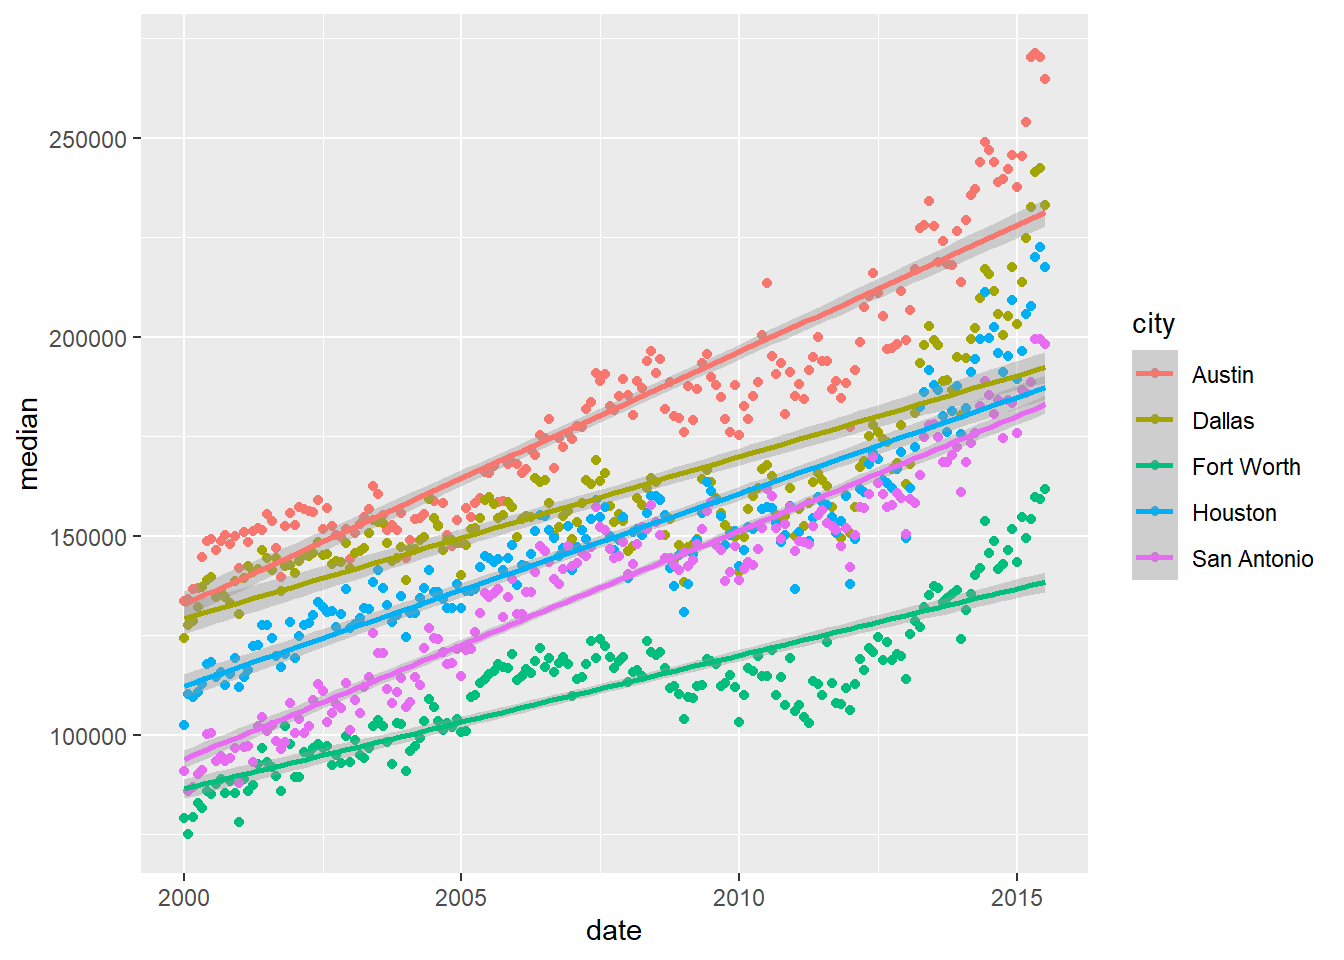 250000
200000
150000
100000
median
2000
2005
2010
2015
date
city
Austin
Dallas
Fort Worth
Houston
San Antonio